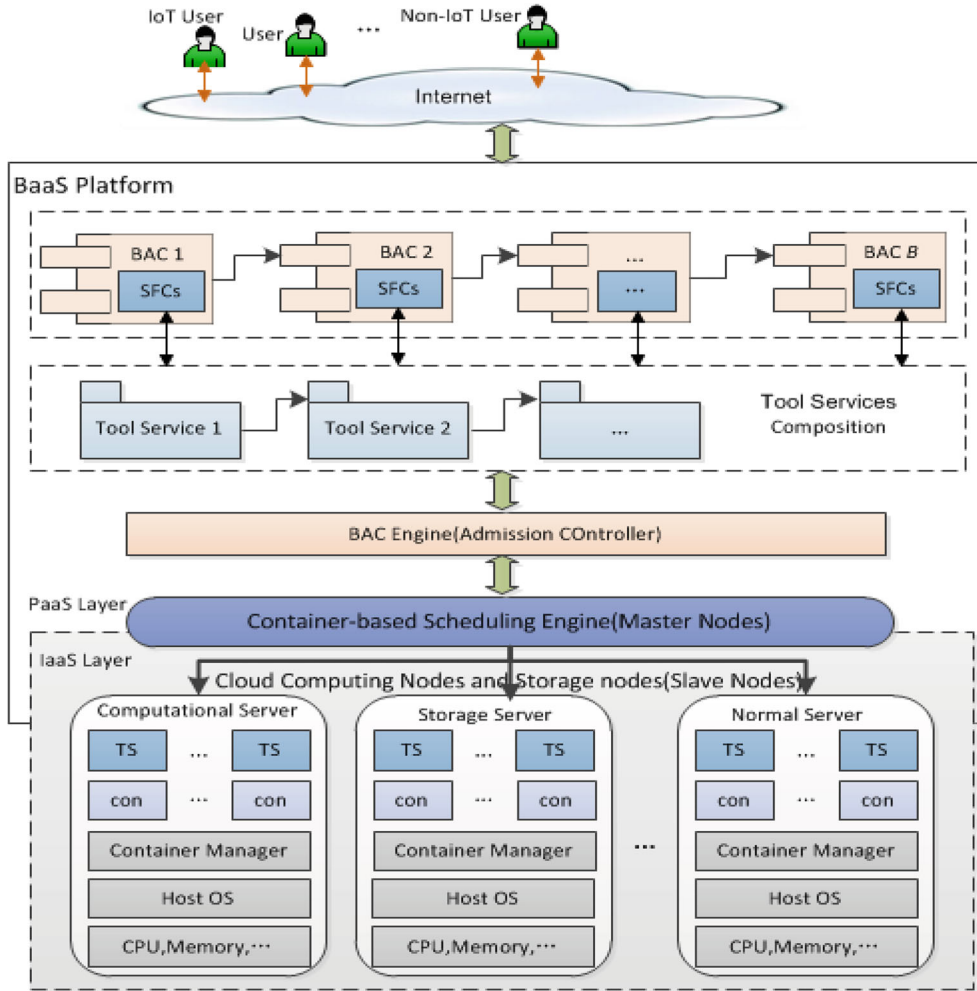 IoT User
User
...
Non-IoT User
Internet
BaaS Platform
BAC 1
SFCs
BAC 2
SFCs
...
...
BAC B
SFCs
Tool Service 1
Tool Service 2
...
Tool Services
Composition
BAC Engine(Admission COntroller)
PaaS Layer
Container-based Scheduling Engine(Master Nodes)
IaaS Layer
Cloud Computing Nodes and Storage nodes(Slave Nodes)
Computational Server
TS ... TS
con ... con
Container Manager
Host OS
CPU,Memory,...
Storage Server
TS ... TS
con ... con
Container Manager
Host OS
CPU,Memory,...
...
Normal Server
TS ... TS
con ... con
Container Manager
Host OS
CPU,Memory,...